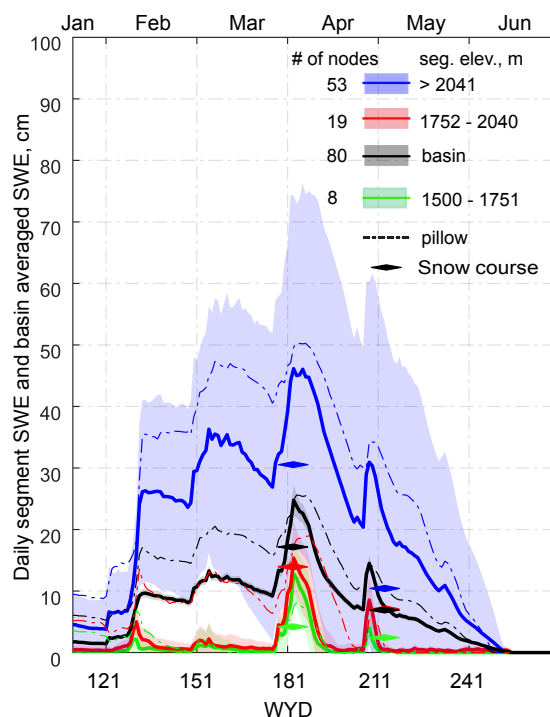 Jan Feb Mar Apr May Jun
100
90
80
70
60
50
40
30
20
10
0
Daily segment SWE and basin averaged SWE, cm
# of nodes seg. elev., m
53 > 2041
19 1752 - 2040
80 basin
8 1500 - 1751
pillow
Snow course
121 151 181 211 241
WYD